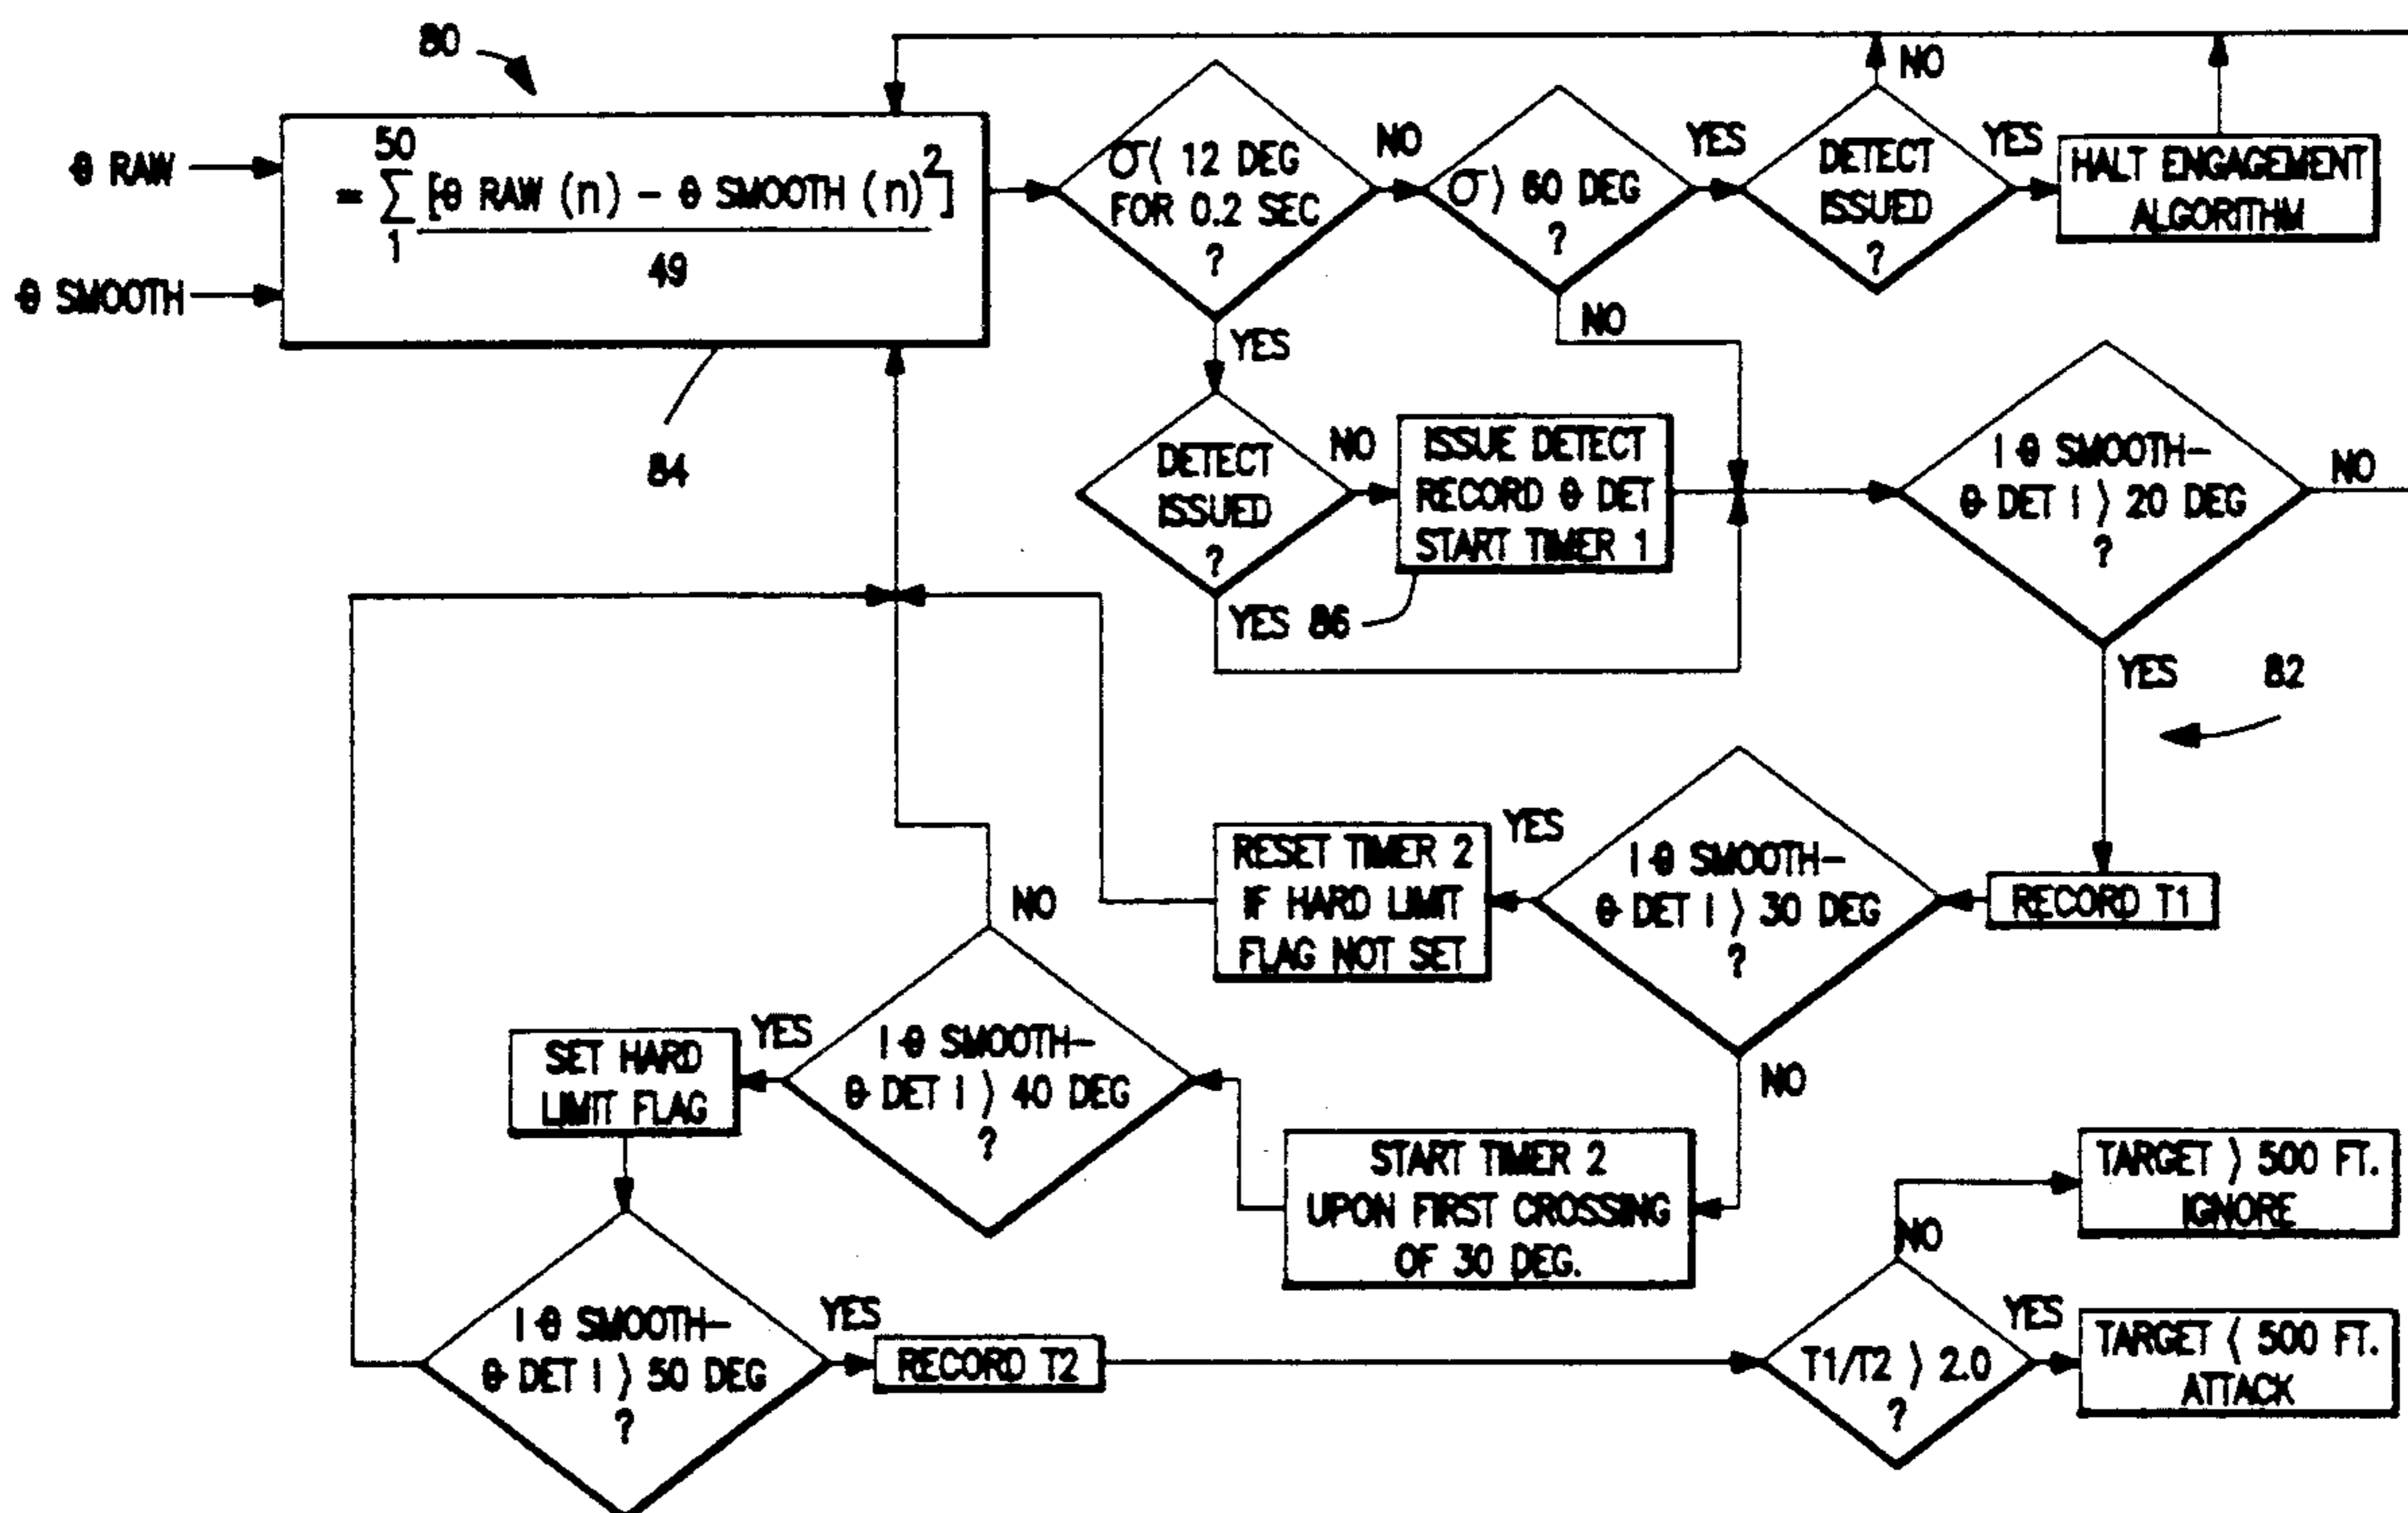 80
θ RAW
θ SMOOTH
50
= Σ [θ RAW (n) - θ SMOOTH (n)²]
1
49
84
σ⟨ 12 DEG
FOR 0.2 SEC
?
NO
YES
σ⟩ 60 DEG
?
YES
NO
DETECT
ISSUED
?
NO
YES
HALT ENGAGEMENT
ALGORITHM
DETECT
ISSUED
?
NO
YES
ISSUE DETECT
RECORD θ DET
START TIMER 1
86
| θ SMOOTH-
θ DET | ⟩ 20 DEG
?
NO
YES
82
RECORD T1
| θ SMOOTH-
θ DET | ⟩ 30 DEG
?
YES
NO
RESET TIMER 2
IF HARD LIMIT
FLAG NOT SET
START TIMER 2
UPON FIRST CROSSING
OF 30 DEG.
| θ SMOOTH-
θ DET | ⟩ 40 DEG
?
NO
YES
SET HARD
LIMIT FLAG
| θ SMOOTH-
θ DET | ⟩ 50 DEG
?
YES
RECORD T2
T1/T2 ⟩ 2.0
?
NO
YES
TARGET ⟩ 500 FT.
IGNORE
TARGET ⟨ 500 FT.
ATTACK